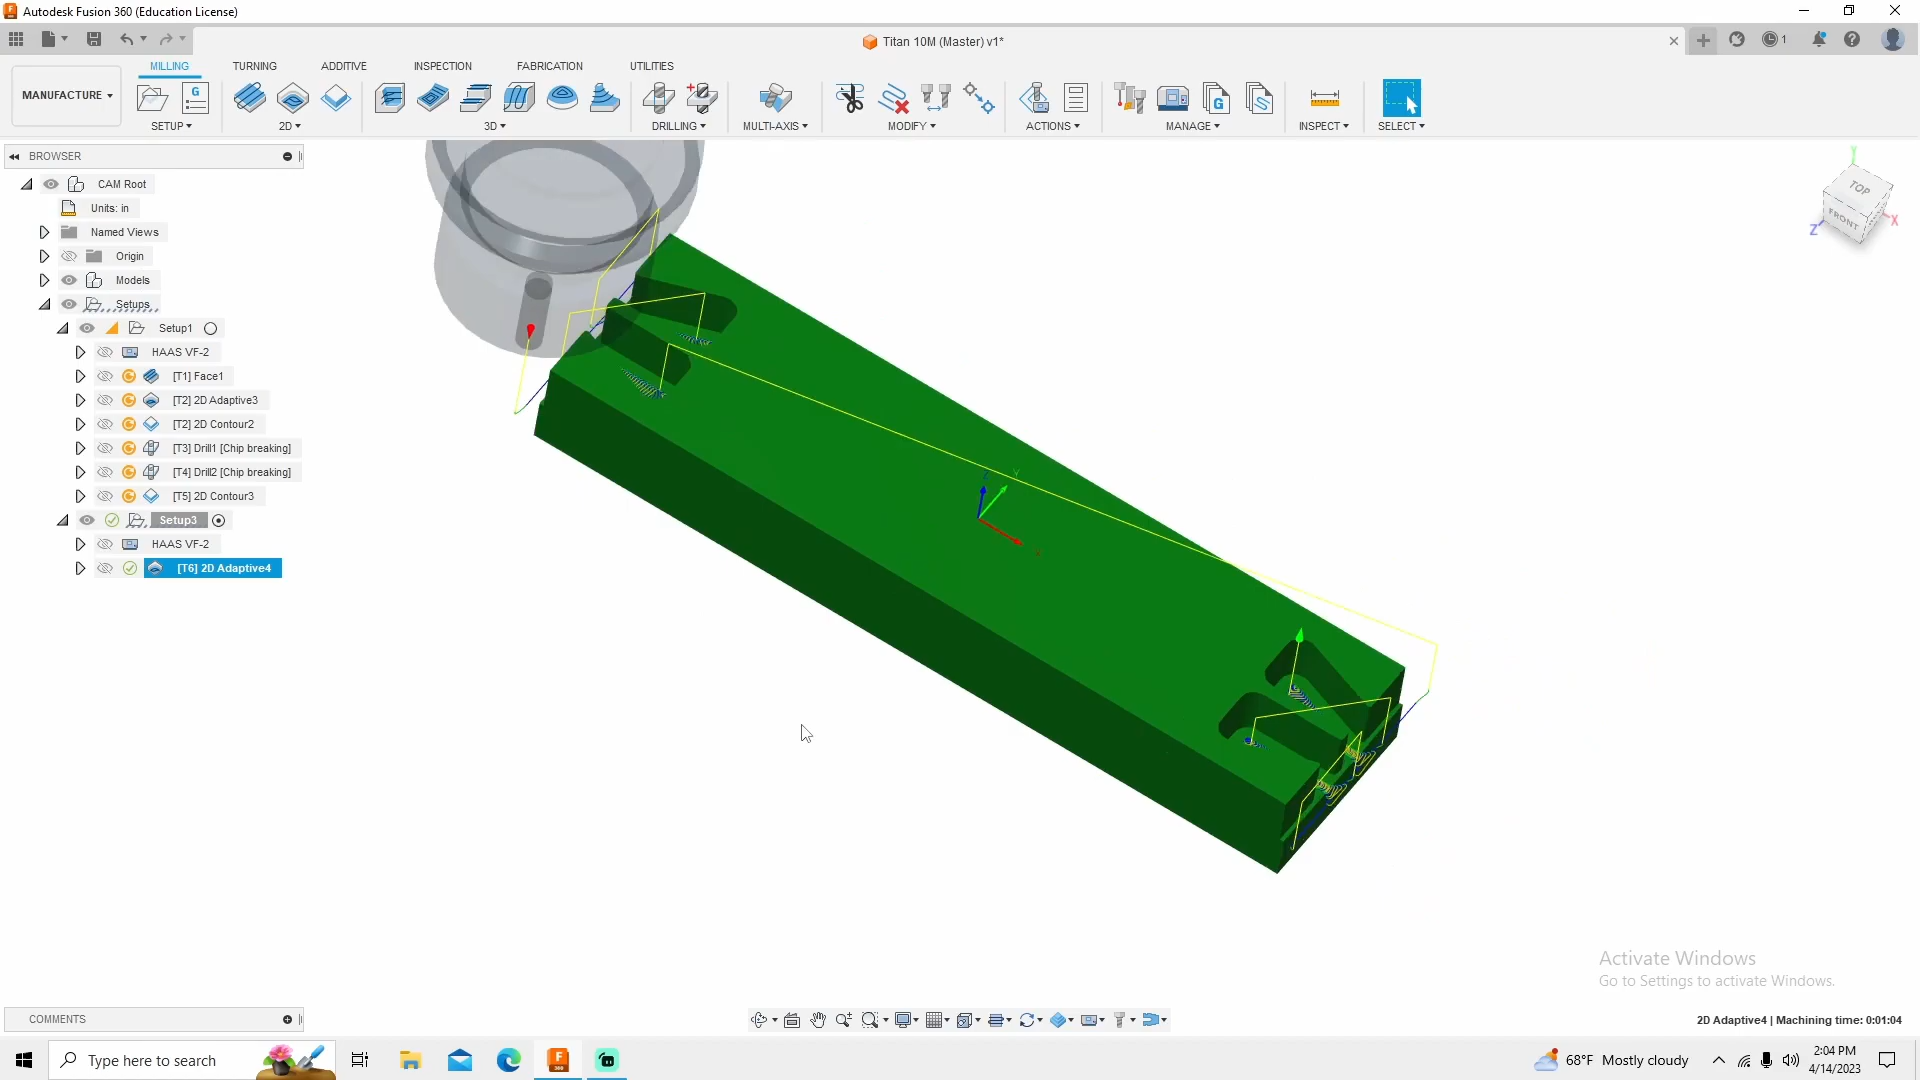 Autodesk Fusion 360 (Education License)
Titan 10M (Master) v1*
1
MILLING TURNING ADDITIVE INSPECTION FABRICATION UTILITIES
MANUFACTURE
G
G
SETUP 2D 3D DRILLING MULTI-AXIS MODIFY ACTIONS MANAGE INSPECT SELECT
BROWSER
CAM Root
Units: in
Named Views
Origin
Models
Setups
Setup1
HAAS VF-2
[T1] Face1
[T2] 2D Adaptive3
[T2] 2D Contour2
[T3] Drill1 [Chip breaking]
[T4] Drill2 [Chip breaking]
[T5] 2D Contour3
Setup3
HAAS VF-2
[T6] 2D Adaptive4
Y
TOP
FRONT
X
Z
Activate Windows
Go to Settings to activate Windows.
COMMENTS
2D Adaptive4 | Machining time: 0:01:04
Type here to search
68°F Mostly cloudy
2:04 PM
4/14/2023